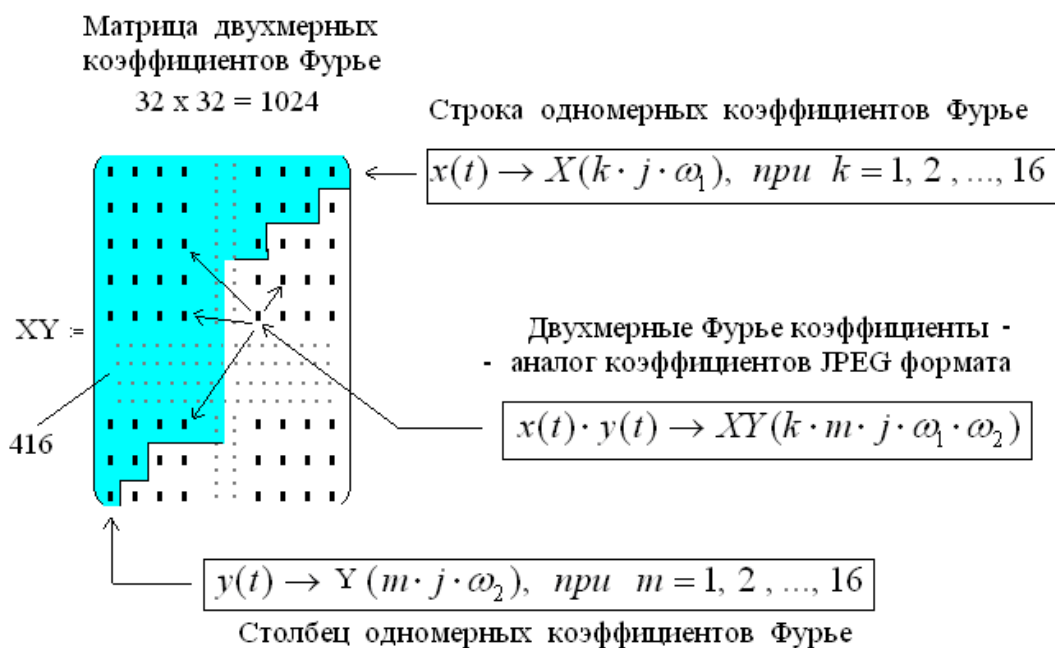 Матрица двухмерных
коэффициентов Фурье
32 x 32 = 1024
Строка одномерных коэффициентов Фурье
x(t) → X(k · j · ω₁), при k = 1, 2 , ..., 16
XY :=
Двухмерные Фурье коэффициенты -
- аналог коэффициентов JPEG формата
x(t) · y(t) → XY(k · m · j · ω₁ · ω₂)
416
y(t) → Y (m · j · ω₂), при m = 1, 2 , ..., 16
Столбец одномерных коэффициентов Фурье